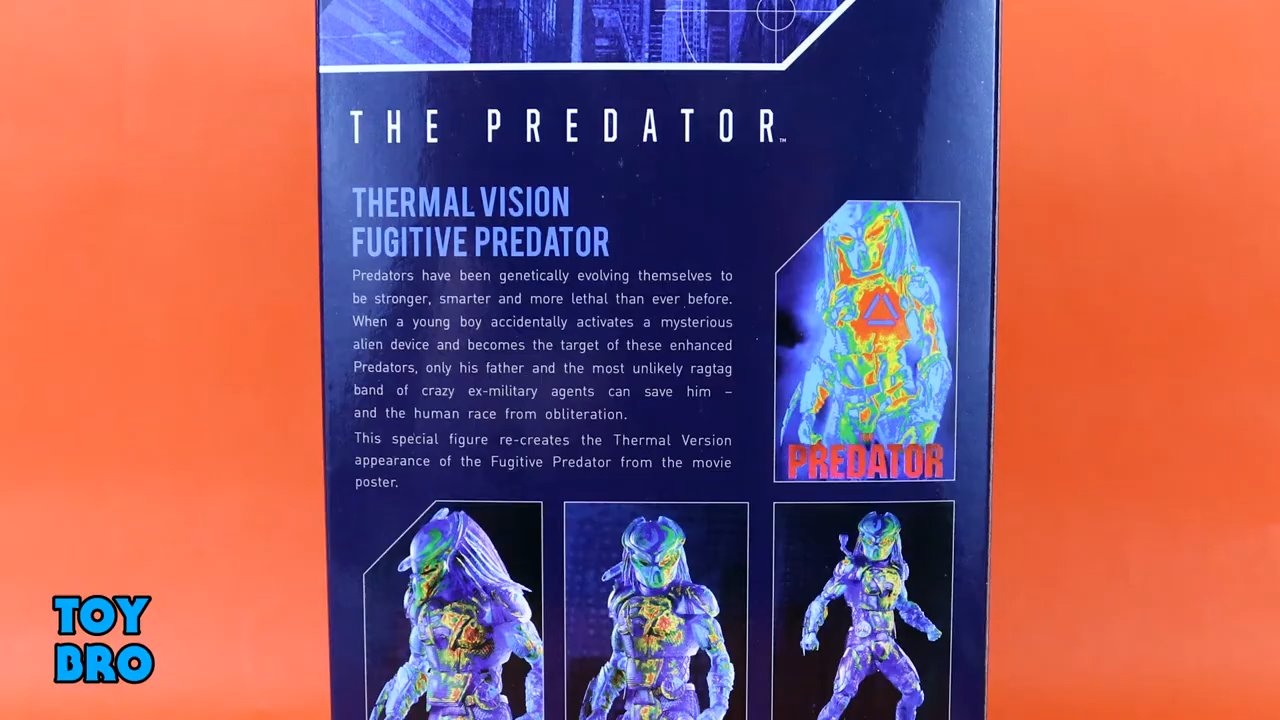 THE PREDATOR™
THERMAL VISION
FUGITIVE PREDATOR
Predators have been genetically evolving themselves to
be stronger, smarter and more lethal than ever before.
When a young boy accidentally activates a mysterious
alien device and becomes the target of these enhanced
Predators, only his father and the most unlikely ragtag
band of crazy ex-military agents can save him –
and the human race from obliteration.
This special figure re-creates the Thermal Version
appearance of the Fugitive Predator from the movie
poster.
PREDATOR
TOY
BRO